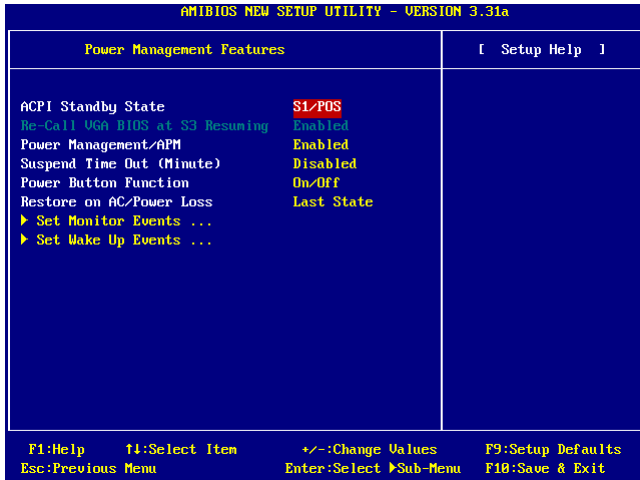 AMIBIOS NEW SETUP UTILITY - VERSION 3.31a
Power Management Features
[ Setup Help ]
ACPI Standby State S1/POS
Re-Call VGA BIOS at S3 Resuming Enabled
Power Management/APM Enabled
Suspend Time Out (Minute) Disabled
Power Button Function On/Off
Restore on AC/Power Loss Last State
▶ Set Monitor Events ...
▶ Set Wake Up Events ...
F1:Help ↑↓:Select Item +/-:Change Values F9:Setup Defaults
Esc:Previous Menu Enter:Select ▶Sub-Menu F10:Save & Exit